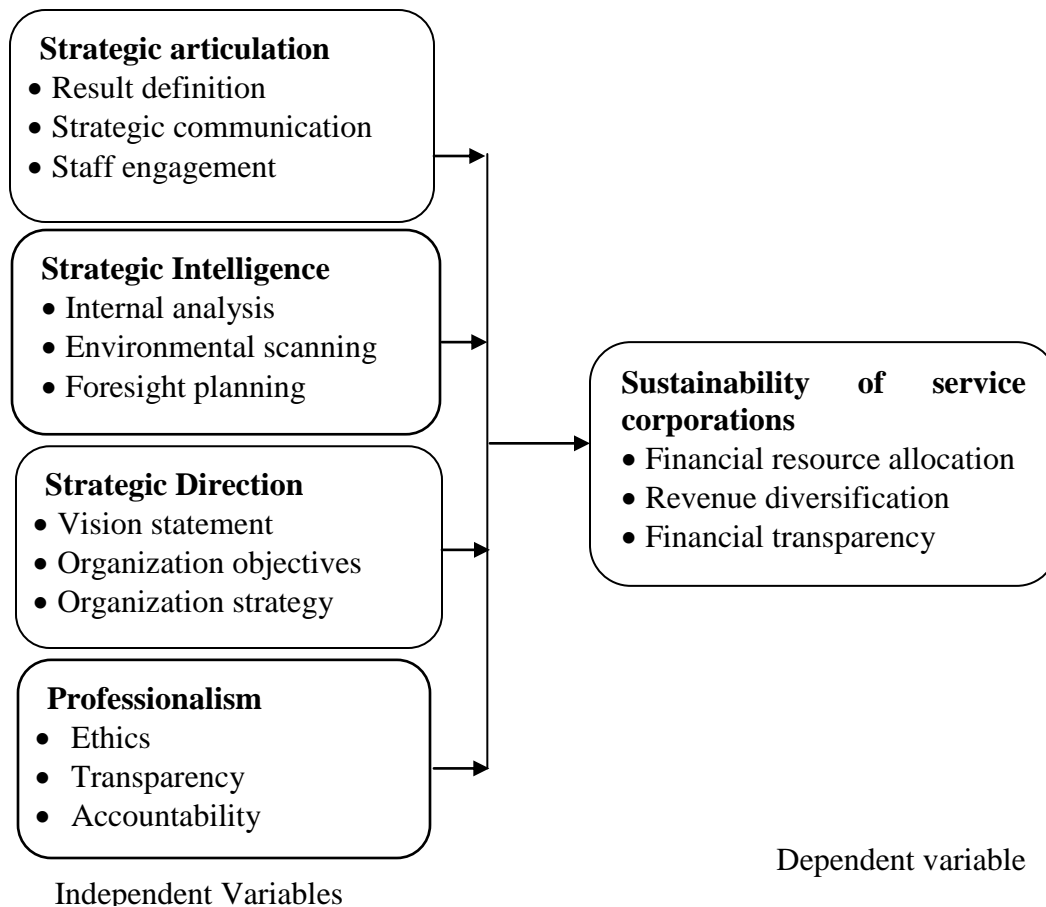 Strategic articulation
• Result definition
• Strategic communication
• Staff engagement
Strategic Intelligence
• Internal analysis
• Environmental scanning
• Foresight planning
Strategic Direction
• Vision statement
• Organization objectives
• Organization strategy
Professionalism
• Ethics
• Transparency
• Accountability
Independent Variables
Sustainability of service
corporations
• Financial resource allocation
• Revenue diversification
• Financial transparency
Dependent variable